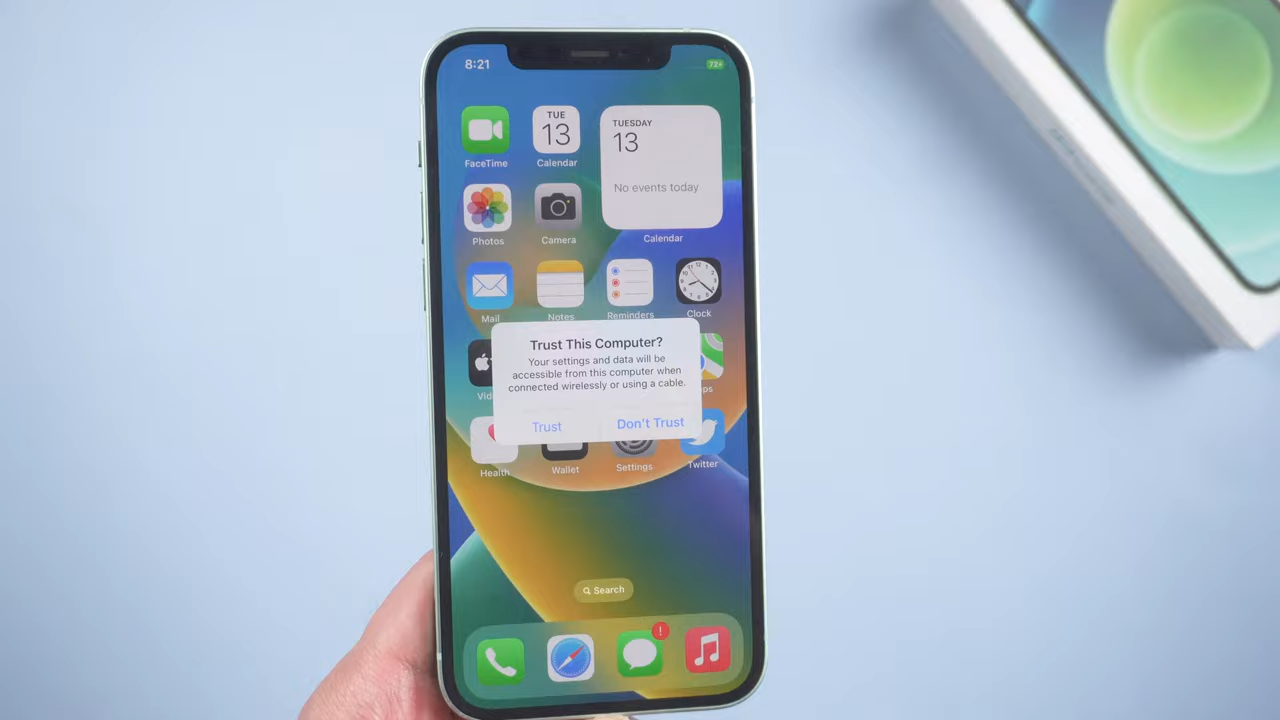 8:21
72+
TUE
13
Calendar
FaceTime
TUESDAY
13
No events today
Calendar
Photos
Camera
Mail
Notes
Reminders
Clock
Trust This Computer?
Your settings and data will be
accessible from this computer when
connected wirelessly or using a cable.
Trust
Don't Trust
Health
Wallet
Settings
Twitter
Search
!